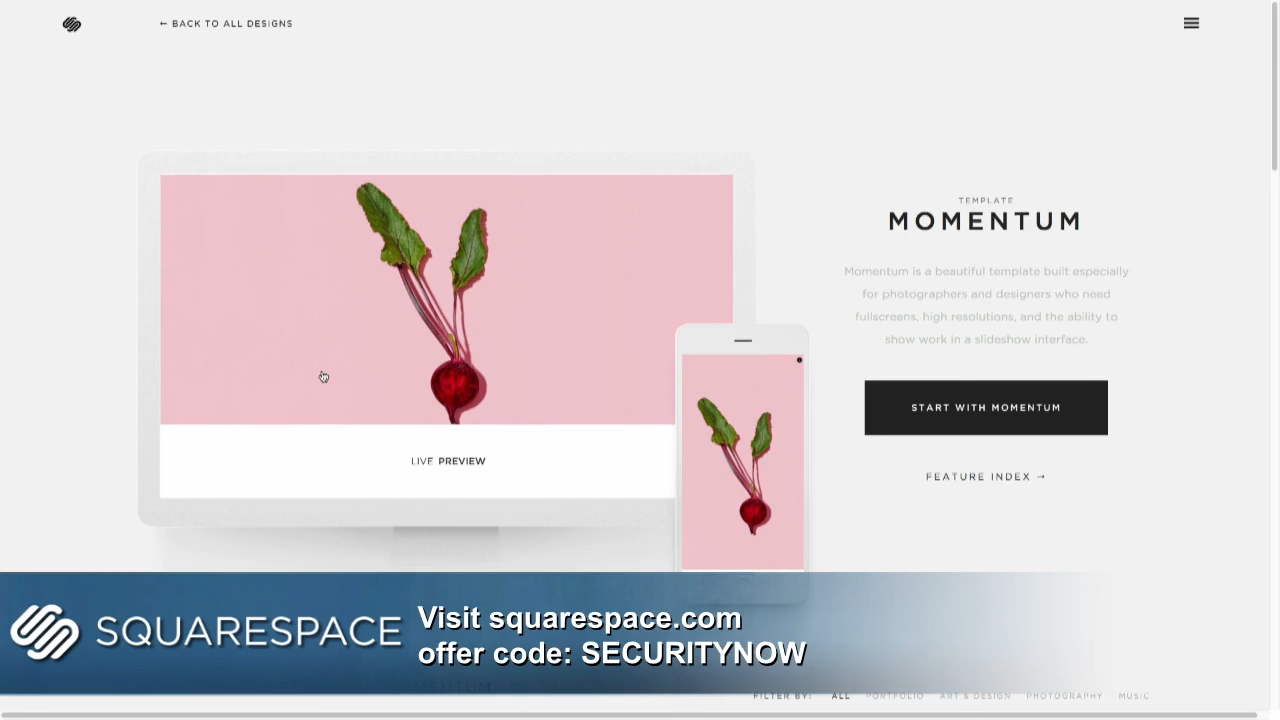 ← BACK TO ALL DESIGNS
TEMPLATE
MOMENTUM
Momentum is a beautiful template built especially
for photographers and designers who need
fullscreens, high resolutions, and the ability to
show work in a slideshow interface.
START WITH MOMENTUM
FEATURE INDEX →
LIVE PREVIEW
SQUARESPACE
Visit squarespace.com
offer code: SECURITYNOW
FILTER BY: ALL PORTFOLIO ART & DESIGN PHOTOGRAPHY MUSIC